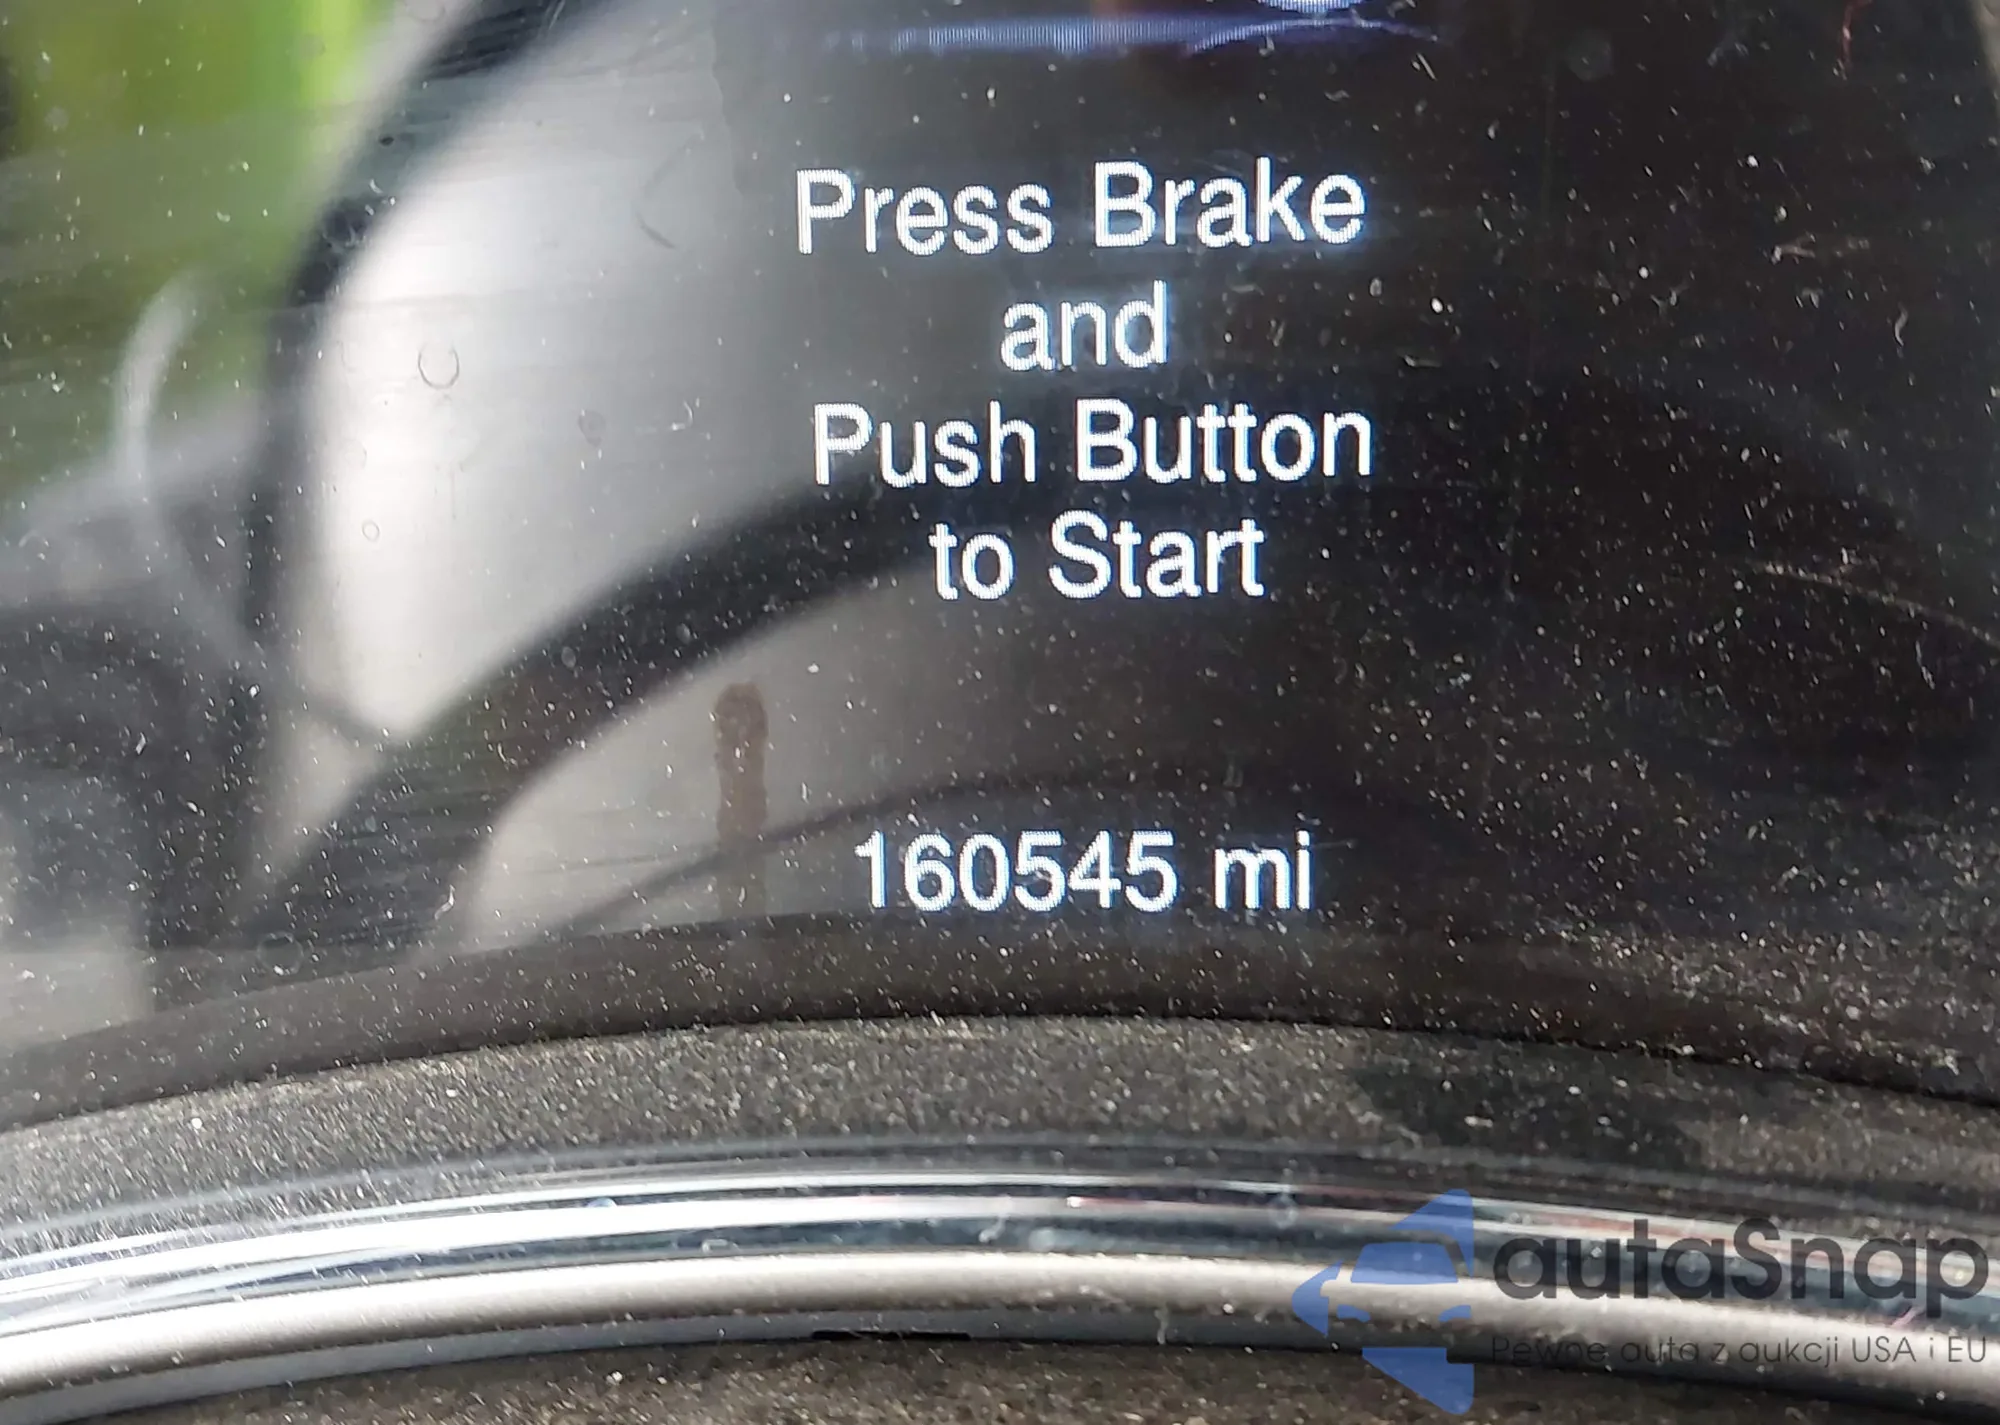 Press Brake
and
Push Button
to Start
160545 mi
autaSnap
Pewne auta z aukcji USA i EU